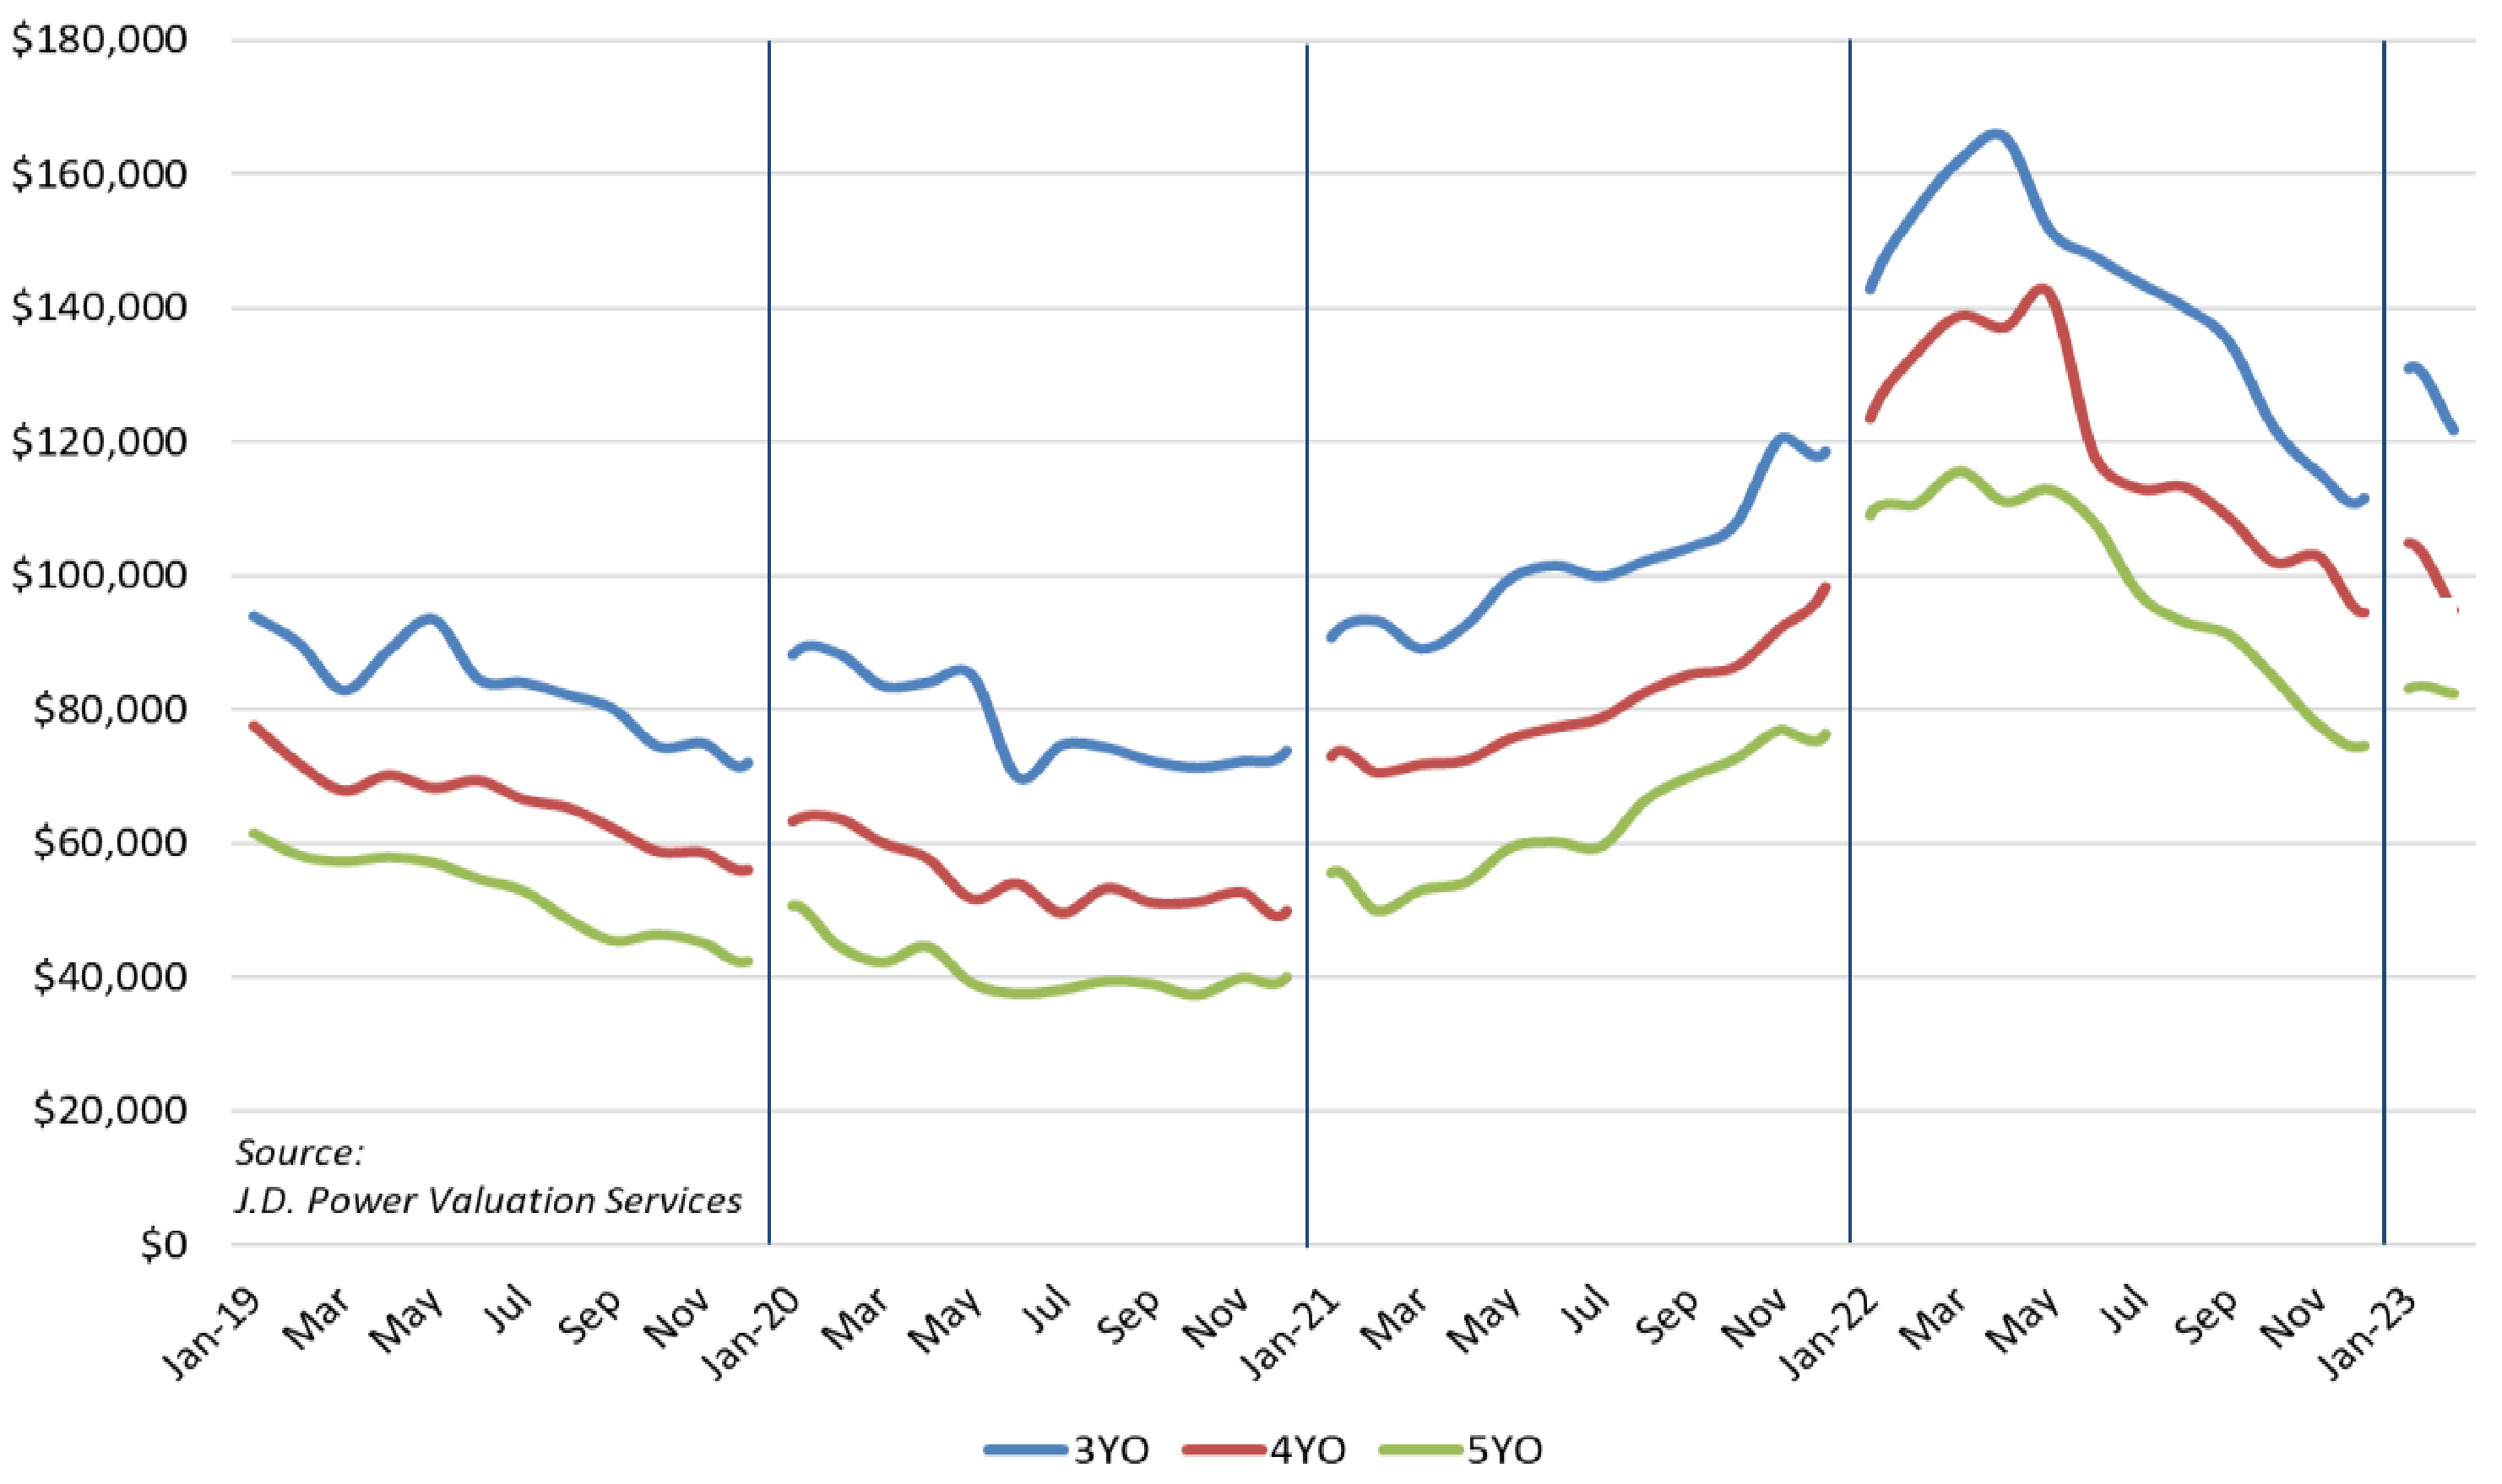 $180,000
$160,000
$140,000
$120,000
$100,000
$80,000
$60,000
$40,000
$20,000
$0
Source:
J.D. Power Valuation Services
Jan-19 Mar May Jul Sep Nov Jan-20 Mar May Jul Sep Nov Jan-21 Mar May Jul Sep Nov Jan-22 Mar May Jul Sep Nov Jan-23
3YO 4YO 5YO